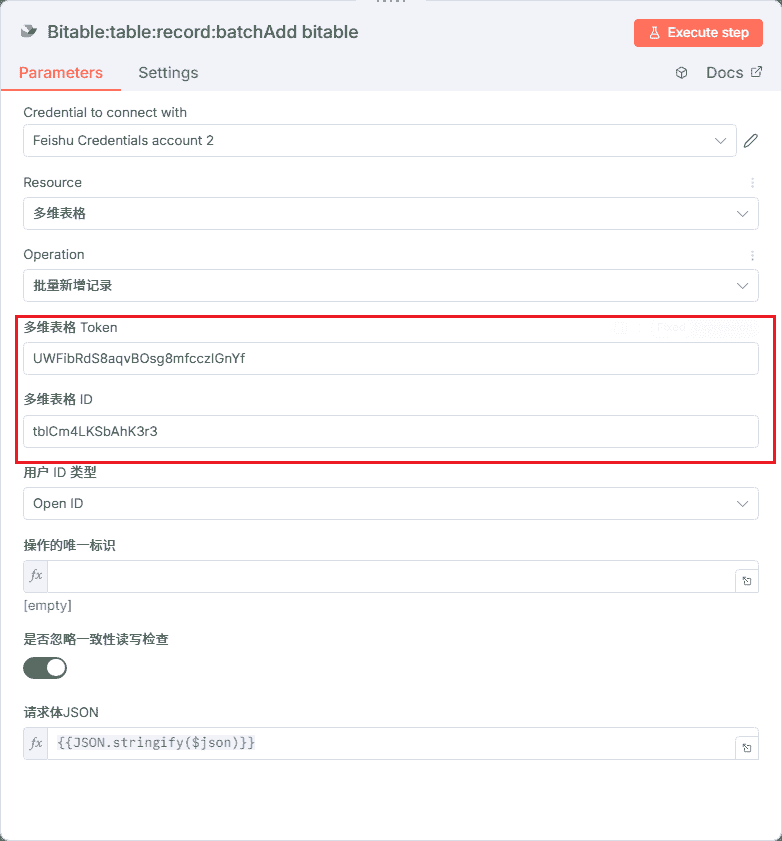 Bitable:table:record:batchAdd bitable
Execute step
Parameters
Settings
Docs
Credential to connect with
Feishu Credentials account 2
Resource
多维表格
Operation
批量新增记录
多维表格 Token
UWFibRdS8aqvBOsg8mfcczIGnYf
多维表格 ID
tblCm4LKSbAhK3r3
用户 ID 类型
Open ID
操作的唯一标识
fx
[empty]
是否忽略一致性读写检查
请求体JSON
fx {{JSON.stringify($json)}}